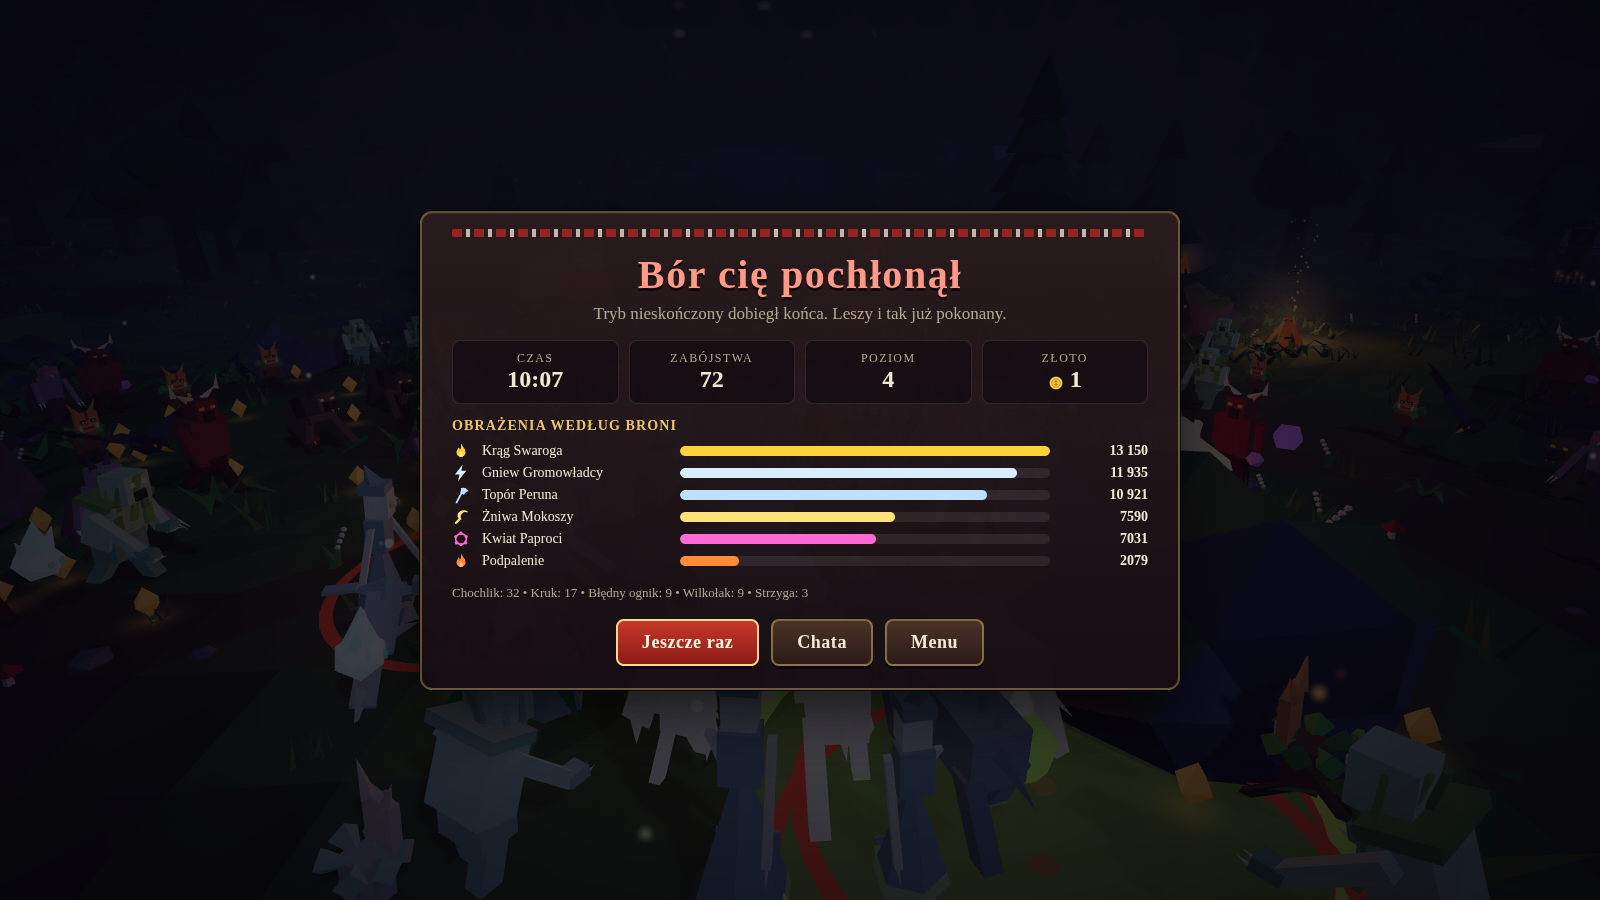 Bór cię pochłonął
Tryb nieskończony dobiegł końca. Leszy i tak już pokonany.
CZAS
10:07
ZABÓJSTWA
72
POZIOM
4
ZŁOTO
1
OBRAŻENIA WEDŁUG BRONI
Krąg Swaroga 13 150
Gniew Gromowładcy 11 935
Topór Peruna 10 921
Żniwa Mokoszy 7590
Kwiat Paproci 7031
Podpalenie 2079
Chochlik: 32 • Kruk: 17 • Błędny ognik: 9 • Wilkołak: 9 • Strzyga: 3
Jeszcze raz
Chata
Menu